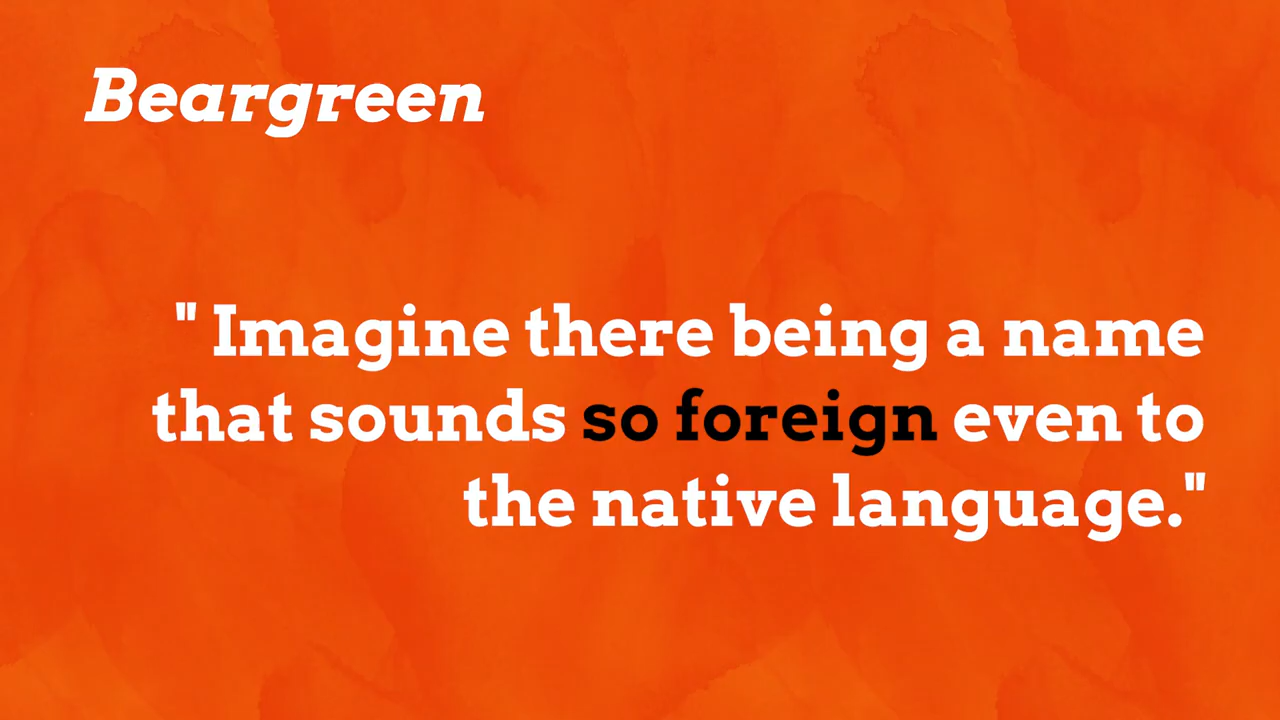 Beargreen
" Imagine there being a name
that sounds so foreign even to
the native language."